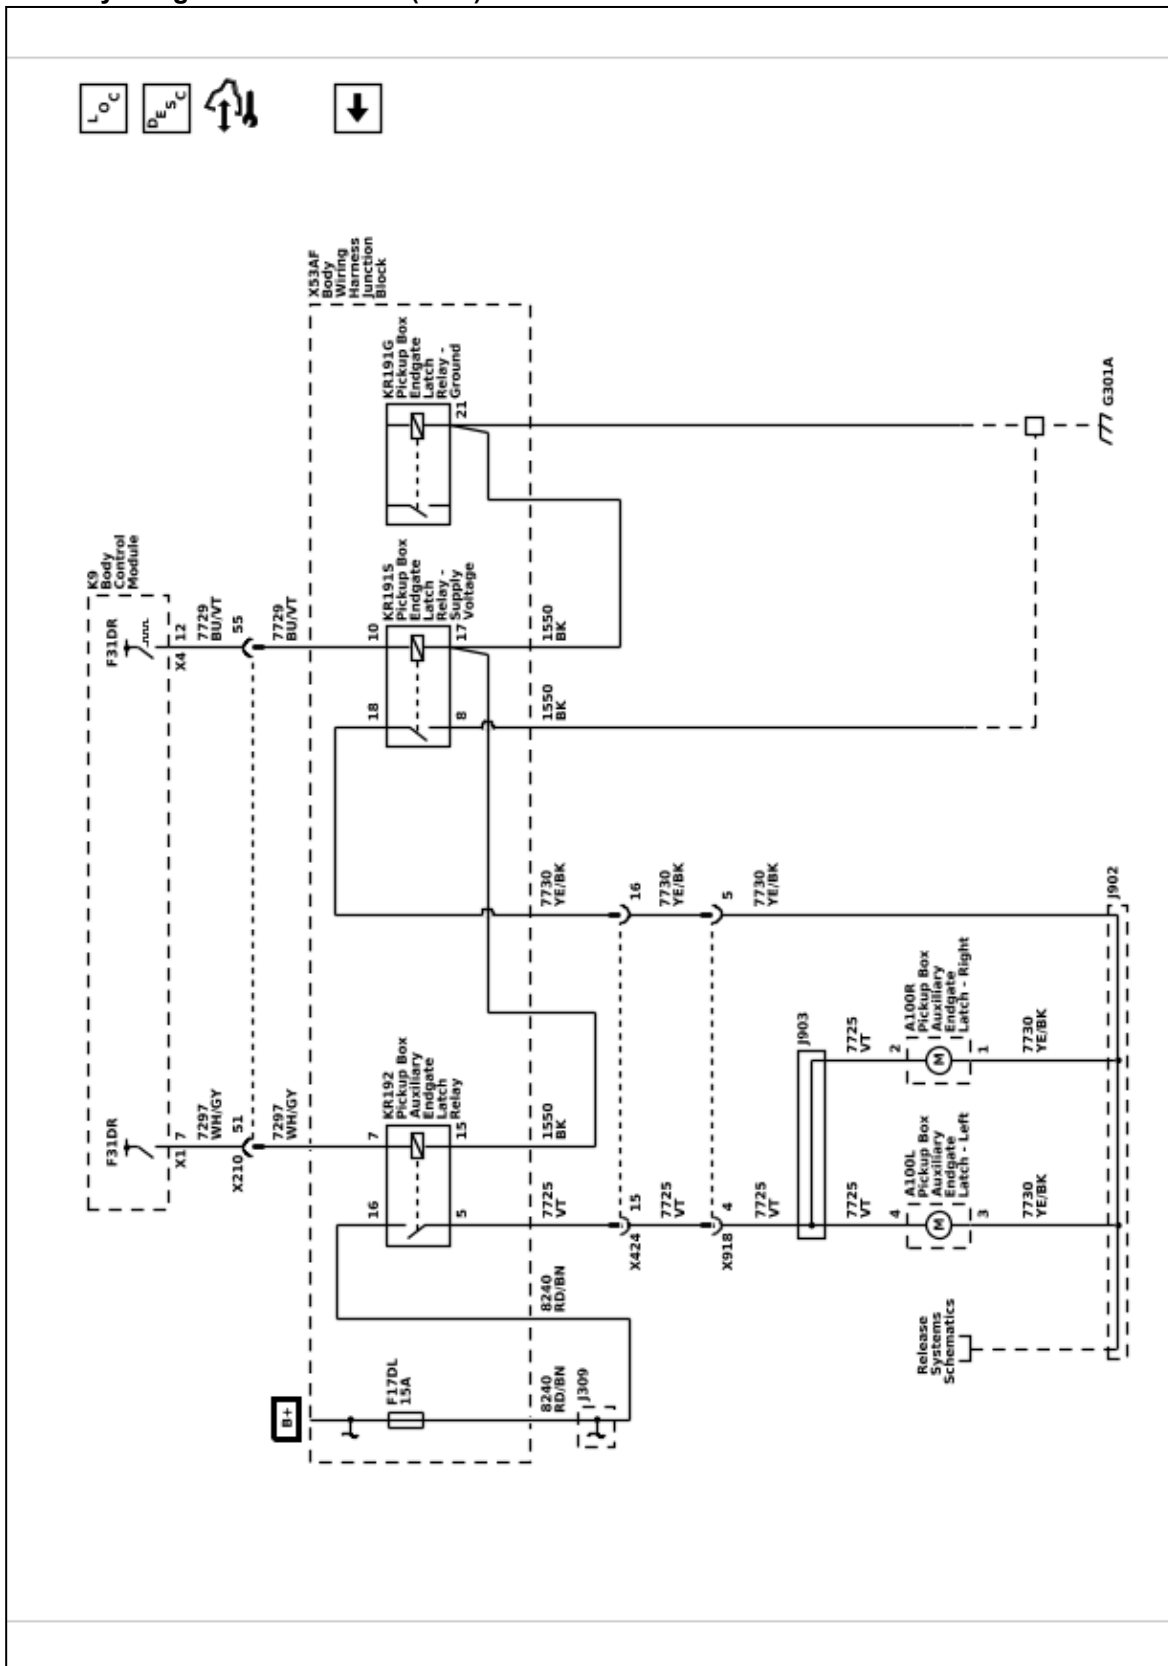 LOC
DESC
K9
Body
Control
Module
F31DR
F31DR
X1
7
X4
12
7297
WH/GY
7729
BU/VT
X210
51
55
7297
WH/GY
7729
BU/VT
X53AF
Body
Wiring
Harness
Junction
Block
B+
F17DL
15A
KR192
Pickup Box
Auxiliary
Endgate
Latch
Relay
16
7
5
15
KR191S
Pickup Box
Endgate
Latch
Relay -
Supply
Voltage
18
10
8
17
KR191G
Pickup Box
Endgate
Latch
Relay -
Ground
21
8240
RD/BN
8240
RD/BN
7725
VT
1550
BK
7730
YE/BK
1550
BK
1550
BK
J309
X424
15
16
7725
VT
7730
YE/BK
X918
4
5
7725
VT
7730
YE/BK
J903
7725
VT
7725
VT
Release
Systems
Schematics
4
A100L
Pickup Box
Auxiliary
Endgate
Latch - Left
M
3
2
A100R
Pickup Box
Auxiliary
Endgate
Latch - Right
M
1
7730
YE/BK
7730
YE/BK
J902
G301A